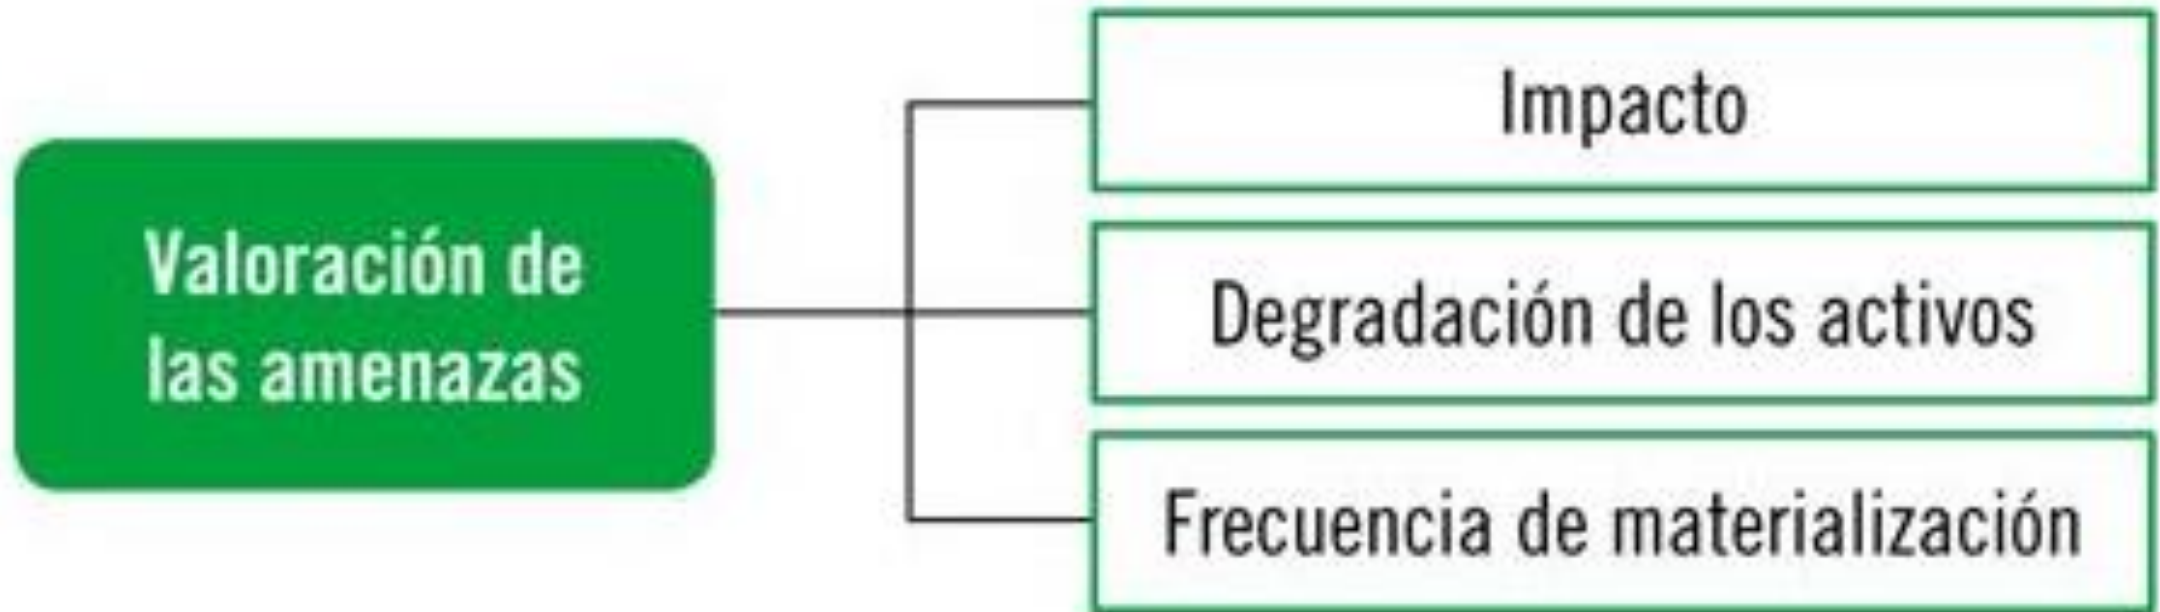 Valoración de
las amenazas
Impacto
Degradación de los activos
Frecuencia de materialización